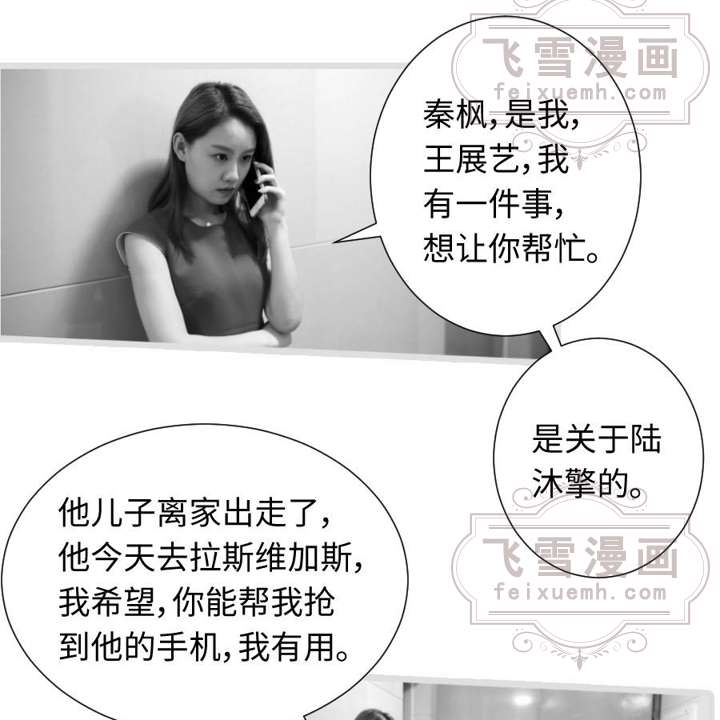 飞雪漫画
feixuemh.com
秦枫，是我，
王展艺，我
有一件事，
想让你帮忙。
是关于陆
沐擎的。
飞雪漫画
feixuemh.com
他儿子离家出走了，
他今天去拉斯维加斯，
我希望，你能帮我抢
到他的手机，我有用。